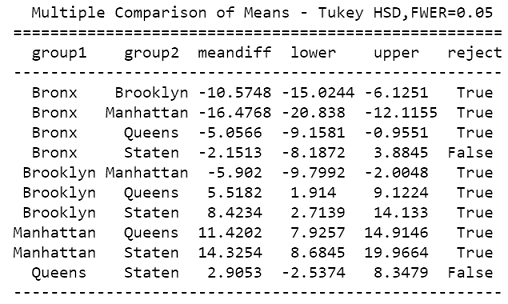 Multiple Comparison of Means - Tukey HSD,FWER=0.05
==================================================
group1 group2 meandiff lower upper reject
--------------------------------------------------
Bronx Brooklyn -10.5748 -15.0244 -6.1251 True
Bronx Manhattan -16.4768 -20.838 -12.1155 True
Bronx Queens -5.0566 -9.1581 -0.9551 True
Bronx Staten -2.1513 -8.1872 3.8845 False
Brooklyn Manhattan -5.902 -9.7992 -2.0048 True
Brooklyn Queens 5.5182 1.914 9.1224 True
Brooklyn Staten 8.4234 2.7139 14.133 True
Manhattan Queens 11.4202 7.9257 14.9146 True
Manhattan Staten 14.3254 8.6845 19.9664 True
Queens Staten 2.9053 -2.5374 8.3479 False
--------------------------------------------------